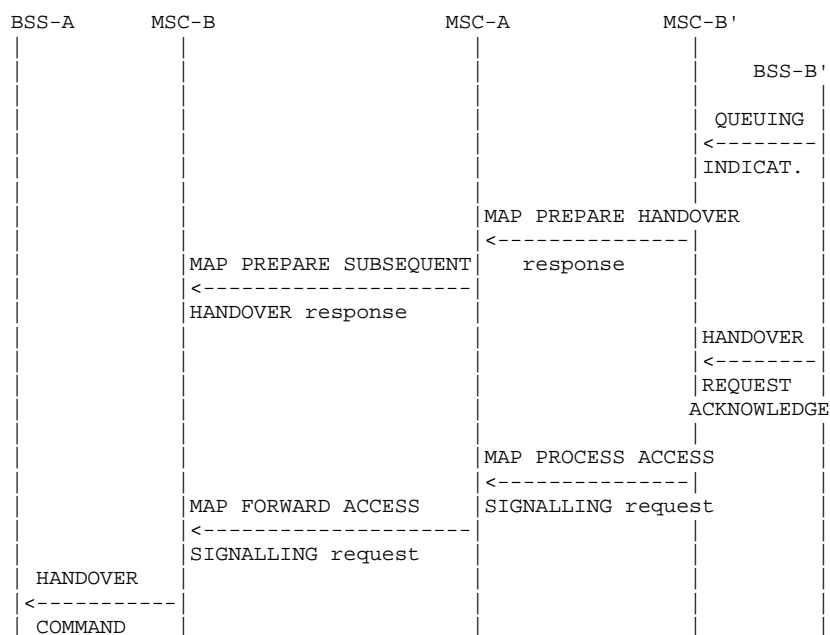 BSS-A MSC-B MSC-A MSC-B'
BSS-B'
QUEUING
INDICAT.
MAP PREPARE HANDOVER
MAP PREPARE SUBSEQUENT response
HANDOVER response
HANDOVER
REQUEST
ACKNOWLEDGE
MAP PROCESS ACCESS
MAP FORWARD ACCESS SIGNALLING request
SIGNALLING request
HANDOVER
COMMAND